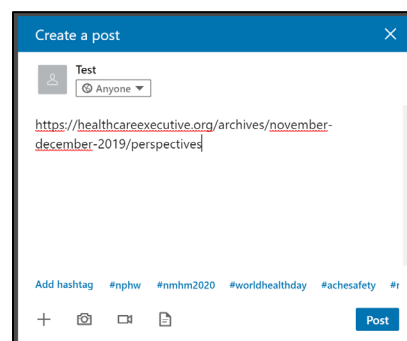 Create a post
Test
Anyone
https://healthcareexecutive.org/archives/november-
december-2019/perspectives
Add hashtag #nphw #nmhm2020 #worldhealthday #achesafety
Post